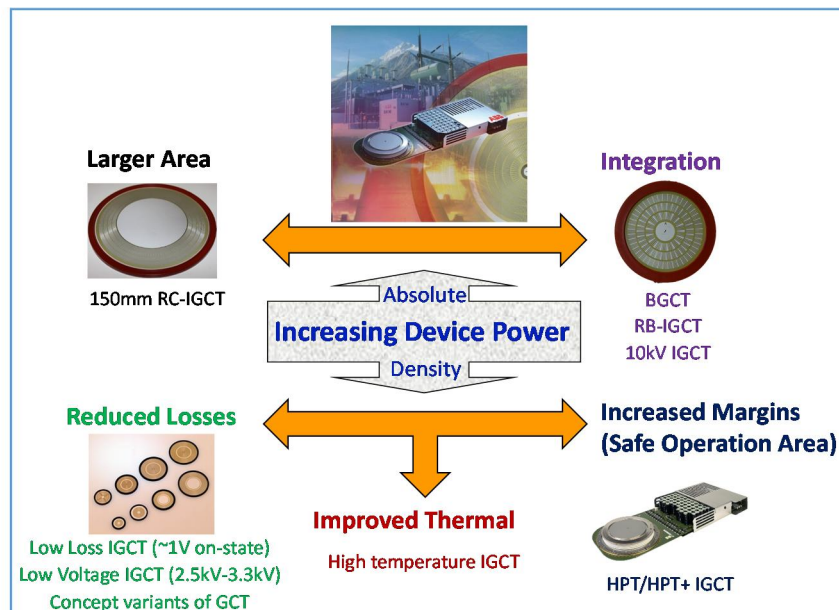 ABB
Larger Area
Integration
150mm RC-IGCT
BGCT
RB-IGCT
10kV IGCT
Absolute
Increasing Device Power
Density
Reduced Losses
Increased Margins
(Safe Operation Area)
Low Loss IGCT (~1V on-state)
Low Voltage IGCT (2.5kV-3.3kV)
Concept variants of GCT
Improved Thermal
High temperature IGCT
HPT/HPT+ IGCT